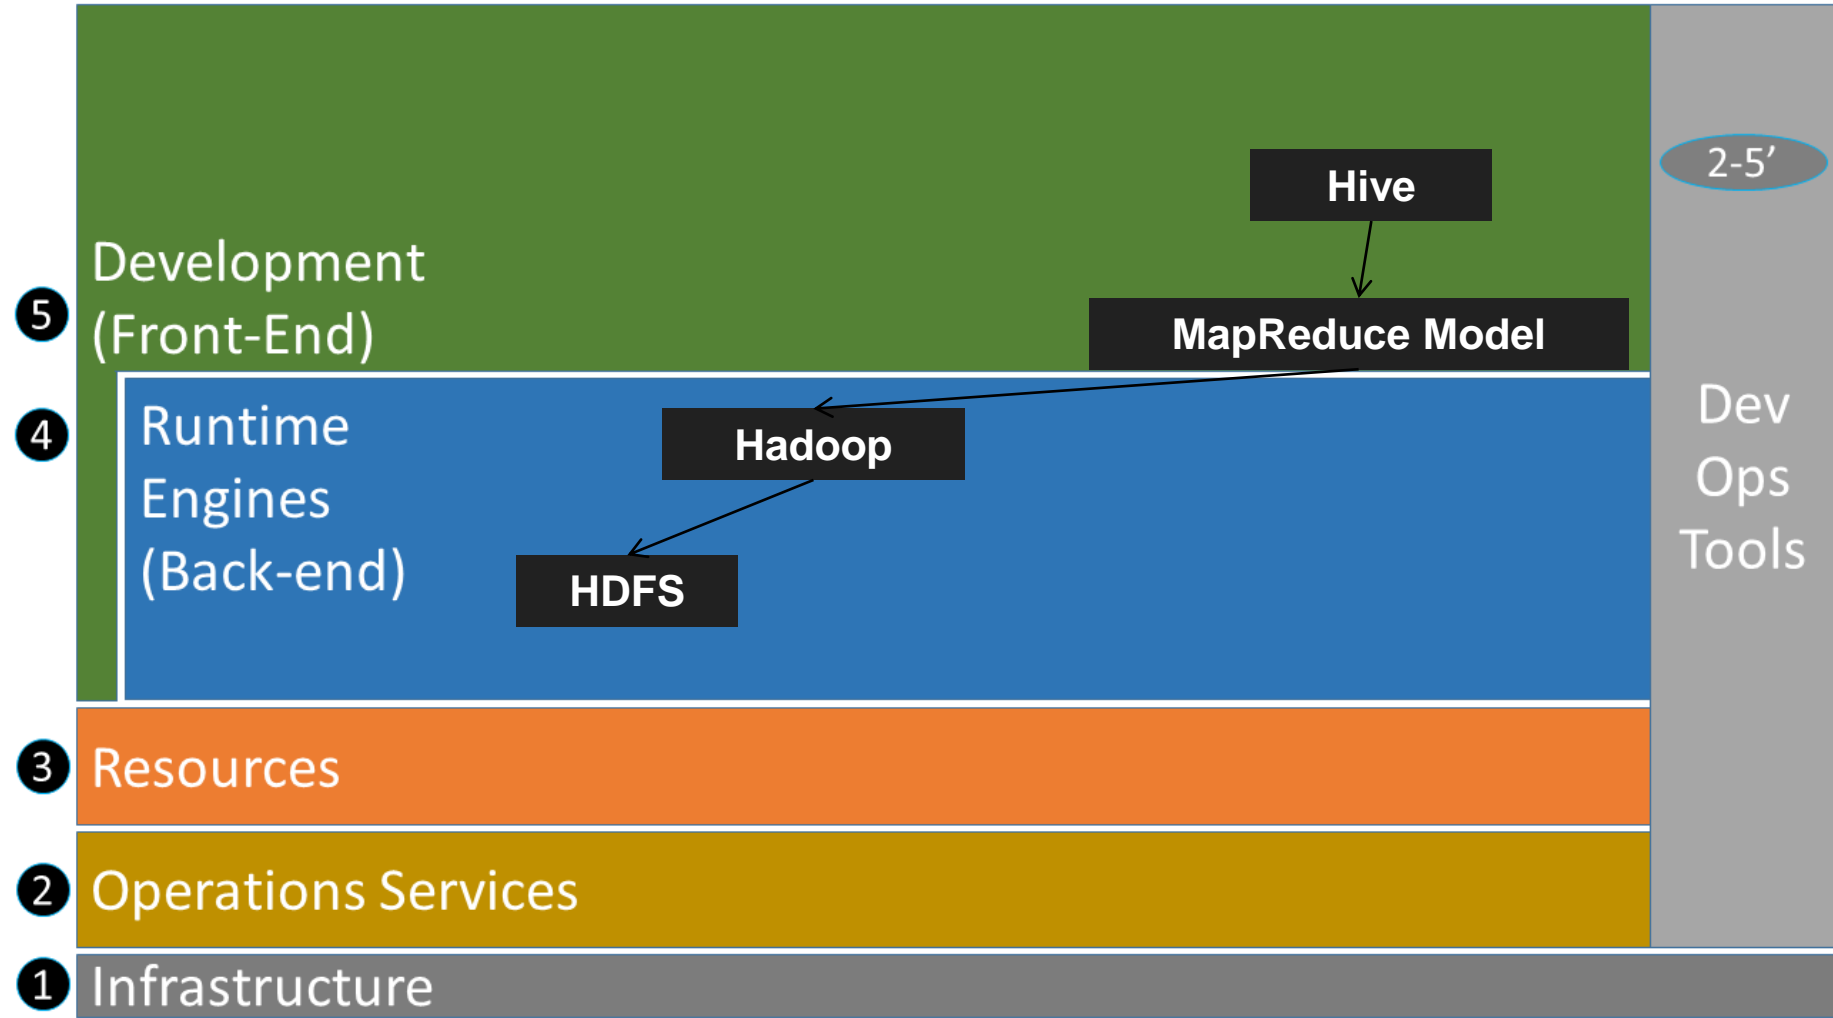 Hive
2-5’
Development
(Front-End)
5
MapReduce Model
4
Runtime
Engines
(Back-end)
Hadoop
HDFS
Dev
Ops
Tools
3
Resources
2
Operations Services
1
Infrastructure